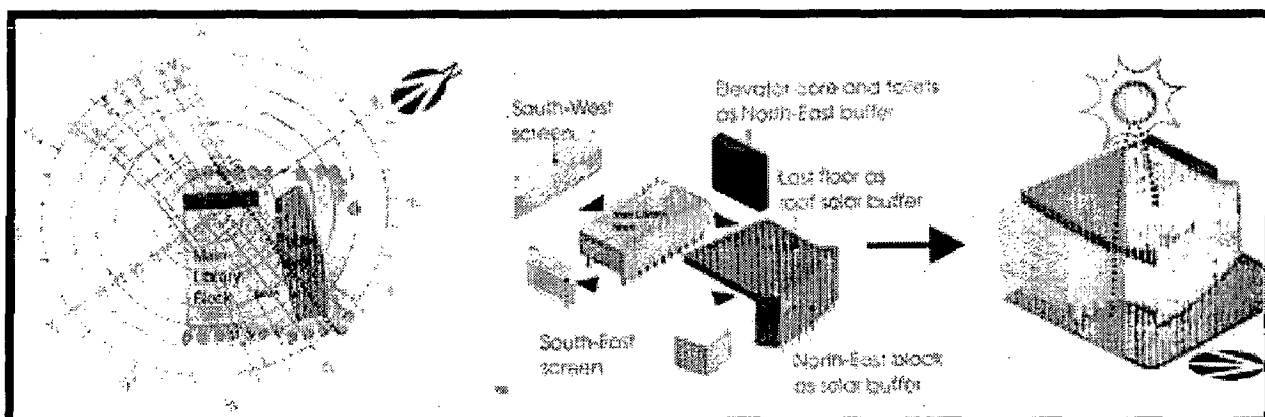 Main
Library
Block
South-West
screen
Elevator core and toilets
as North-East buffer
Last floor as
roof solar buffer
South-East
screen
North-East block
as solar buffer